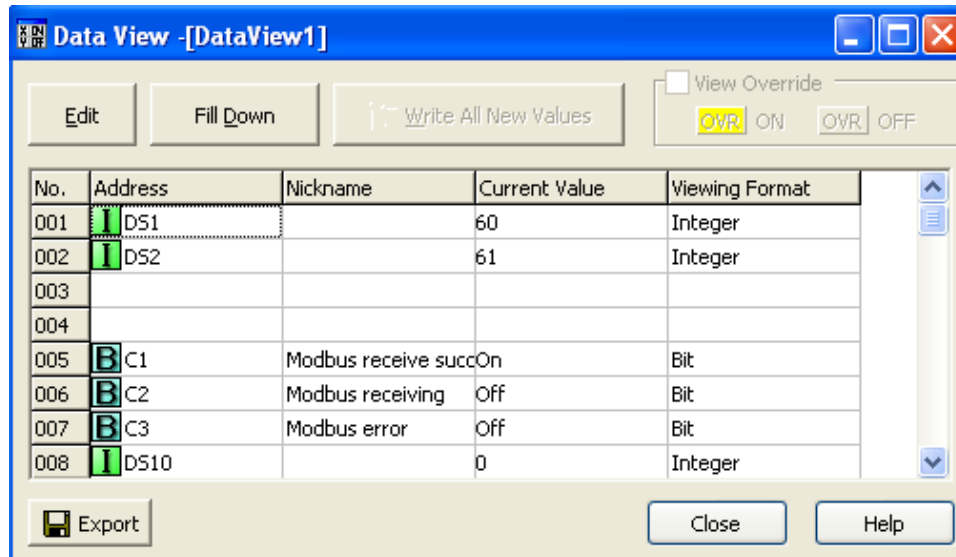 Data View -[DataView1]
Edit Fill Down Write All New Values View Override
OVR ON OVR OFF
No. Address Nickname Current Value Viewing Format
001 I DS1 60 Integer
002 I DS2 61 Integer
003
004
005 B C1 Modbus receive succ On Bit
006 B C2 Modbus receiving Off Bit
007 B C3 Modbus error Off Bit
008 I DS10 0 Integer
Export Close Help